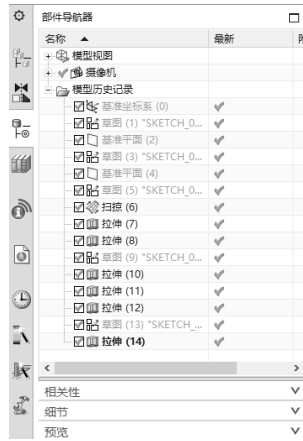 部件导航器
名称 最新 附
模型视图
摄像机
模型历史记录
基准坐标系 (0)
草图 (1) "SKETCH_0...
基准平面 (2)
草图 (3) "SKETCH_0...
基准平面 (4)
草图 (5) "SKETCH_0...
扫掠 (6)
拉伸 (7)
拉伸 (8)
草图 (9) "SKETCH_0...
拉伸 (10)
拉伸 (11)
拉伸 (12)
草图 (13) "SKETCH_...
拉伸 (14)
相关性
细节
预览